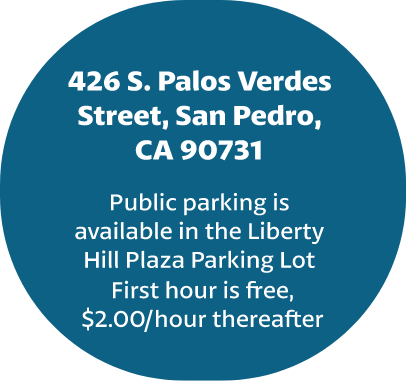 426 S. Palos Verdes
Street, San Pedro,
CA 90731
Public parking is
available in the Liberty
Hill Plaza Parking Lot
First hour is free,
$2.00/hour thereafter